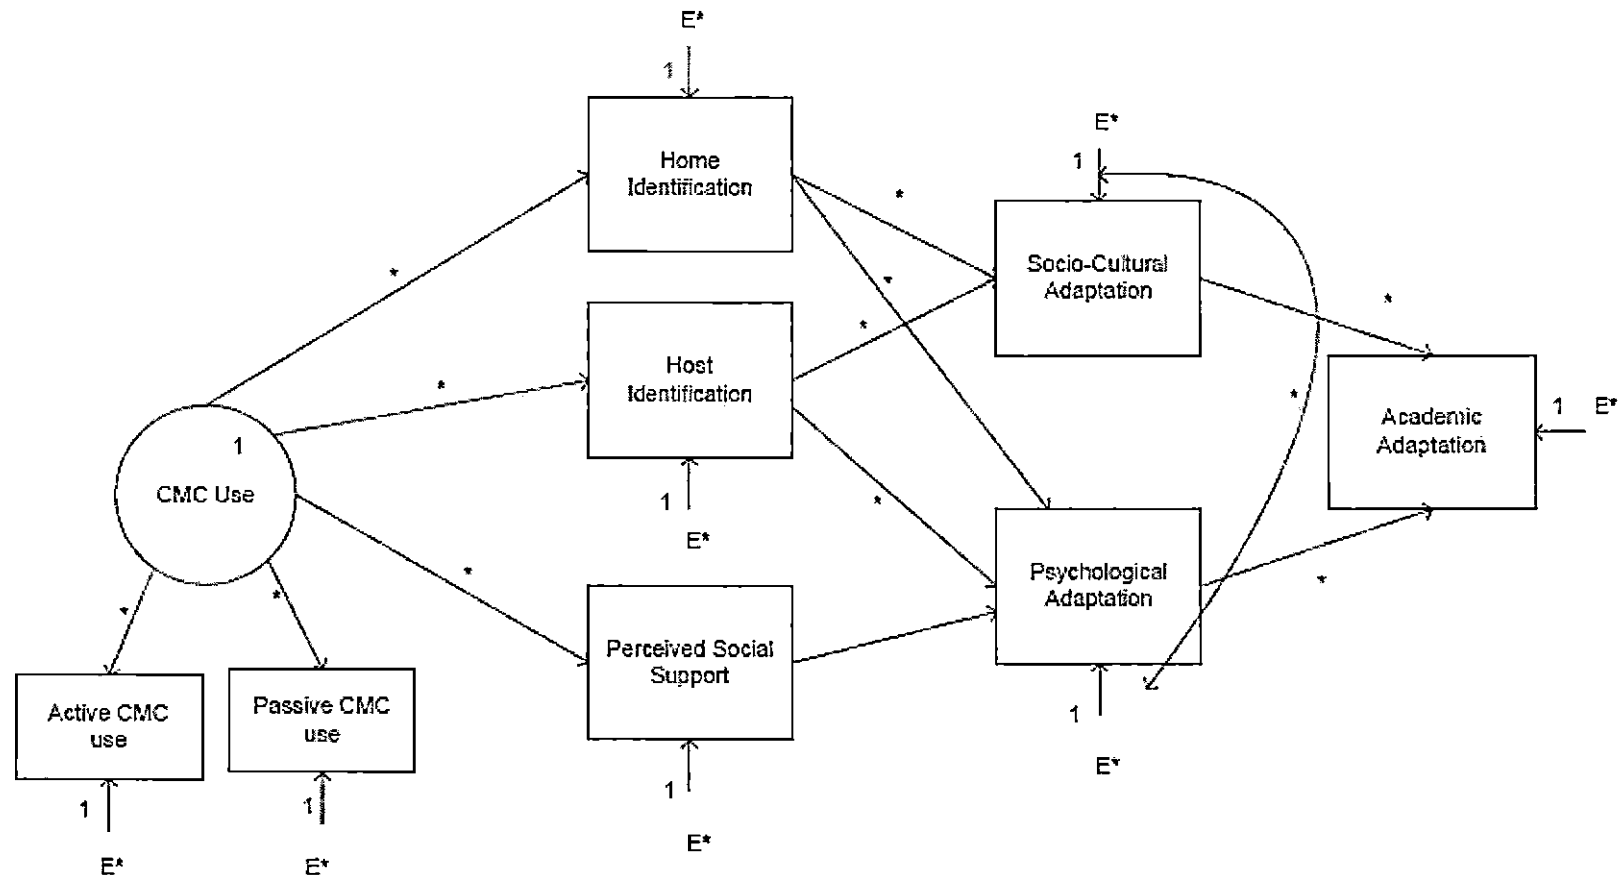 E*
1
Home
Identification
E*
1
*
*
Socio-Cultural
Adaptation
*
*
*
Host
Identification
*
*
*
Academic
Adaptation
1 E*
1
CMC Use
*
1
E*
*
Psychological
Adaptation
*
*
*
Perceived Social
Support
Active CMC
use
Passive CMC
use
1
E*
1
1
1
E*
E*
E*